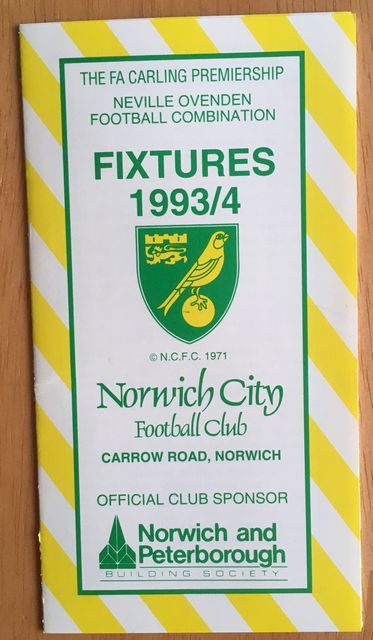 THE FA CARLING PREMIERSHIP
NEVILLE OVENDEN
FOOTBALL COMBINATION
FIXTURES
1993/4
© N.C.F.C. 1971
Norwich City
Football Club
CARROW ROAD, NORWICH
OFFICIAL CLUB SPONSOR
Norwich and
Peterborough
BUILDING SOCIETY